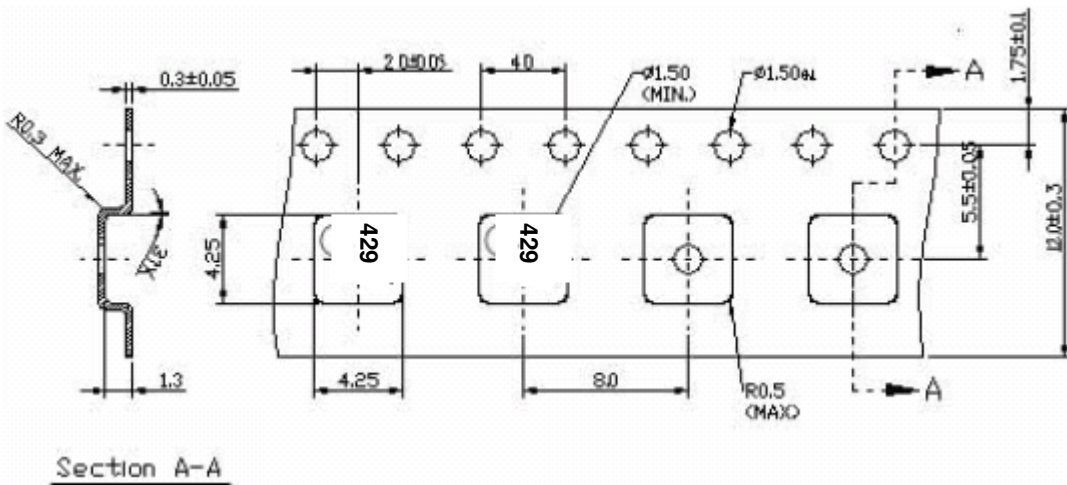 0.3±0.05
R0.3 MAX.
2.0±0.05
4.0
Ø1.50
(MIN.)
A
1.75±0.1
5.5±0.05
12.0±0.3
4.25
429
429
1.3
4.25
8.0
R0.5
(MAX)
A
Section A-A